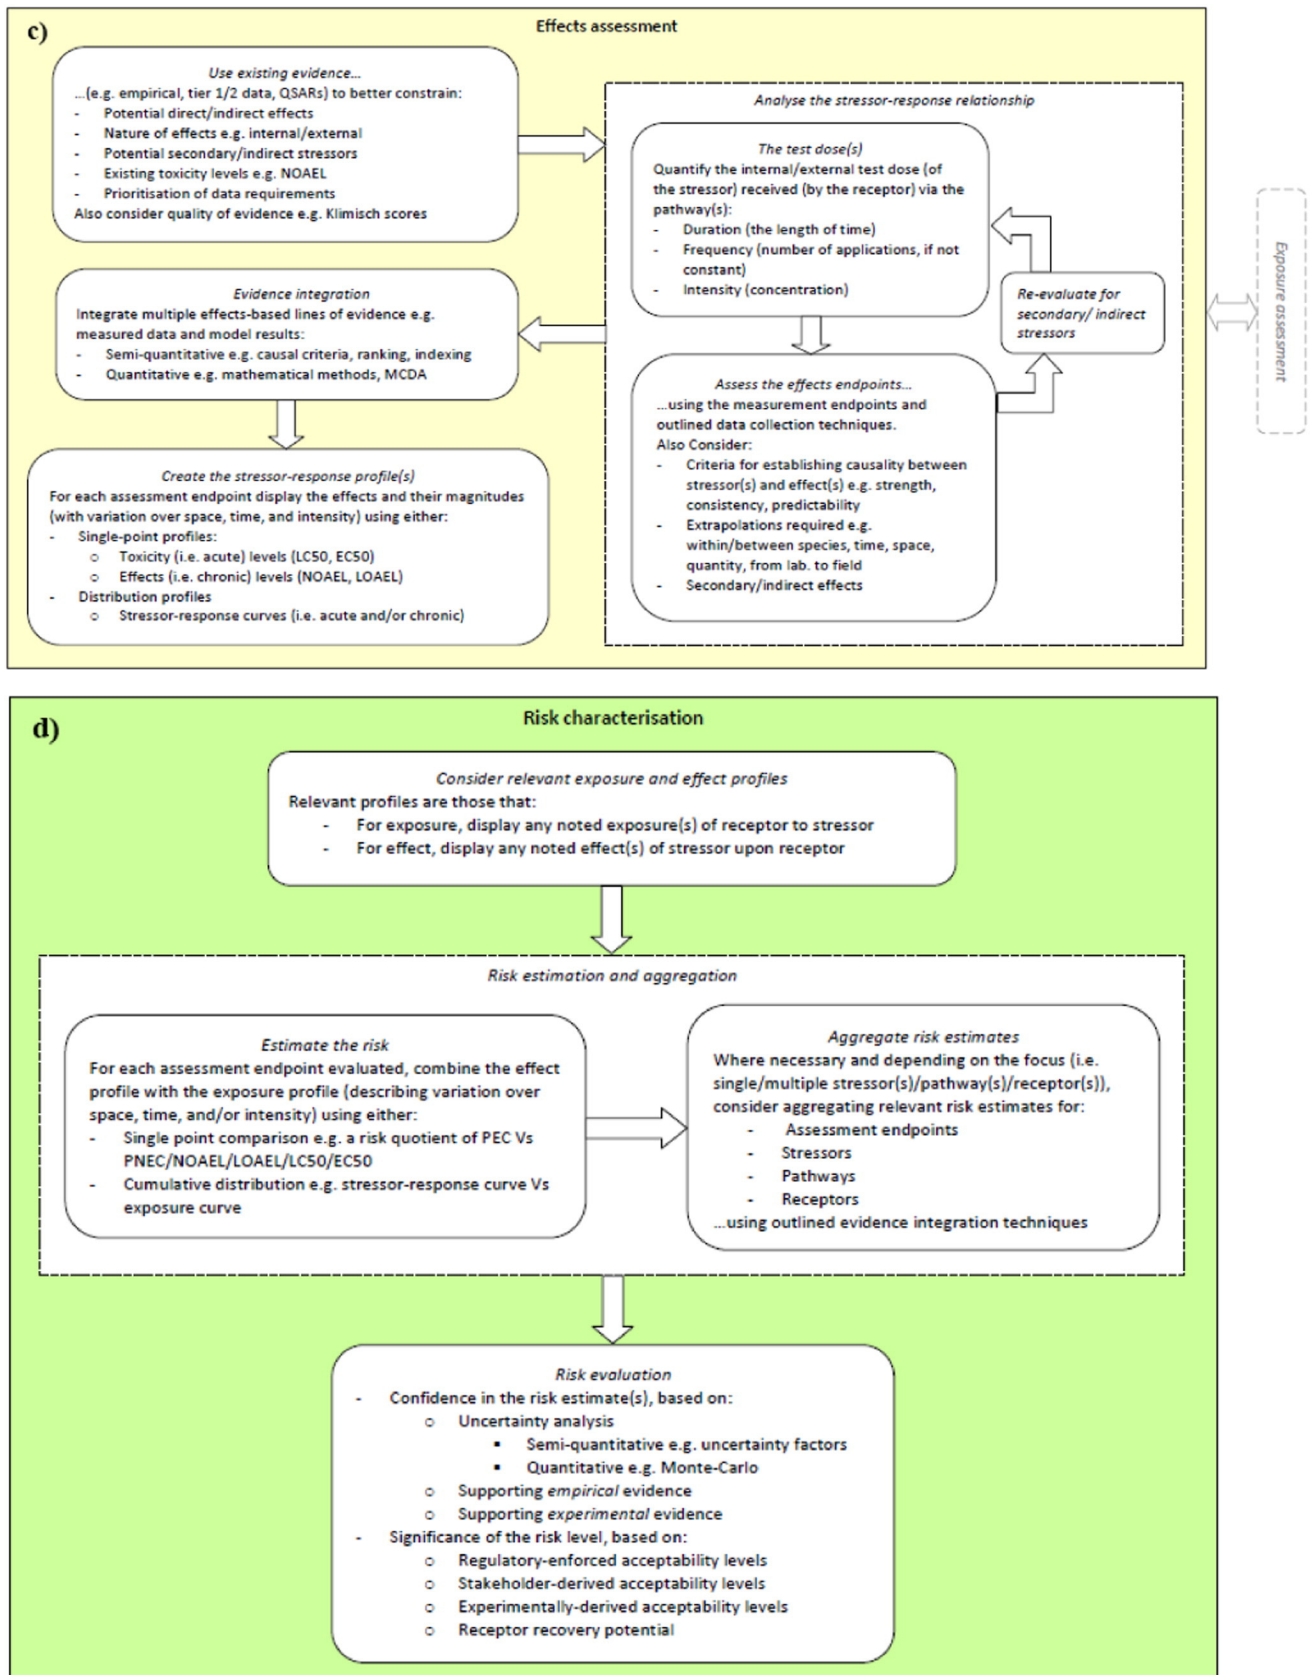 c)
Effects assessment
Use existing evidence...
...(e.g. empirical, tier 1/2 data, QSARs) to better constrain:
- Potential direct/indirect effects
- Nature of effects e.g. internal/external
- Potential secondary/indirect stressors
- Existing toxicity levels e.g. NOAEL
- Prioritisation of data requirements
Also consider quality of evidence e.g. Klimisch scores
Analyse the stressor-response relationship
The test dose(s)
Quantify the internal/external test dose (of
the stressor) received (by the receptor) via the
pathway(s):
- Duration (the length of time)
- Frequency (number of applications, if not
constant)
- Intensity (concentration)
Re-evaluate for
secondary/ indirect
stressors
Assess the effects endpoints...
...using the measurement endpoints and
outlined data collection techniques.
Also Consider:
- Criteria for establishing causality between
stressor(s) and effect(s) e.g. strength,
consistency, predictability
- Extrapolations required e.g.
within/between species, time, space,
quantity, from lab. to field
- Secondary/indirect effects
Evidence integration
Integrate multiple effects-based lines of evidence e.g.
measured data and model results:
- Semi-quantitative e.g. causal criteria, ranking, indexing
- Quantitative e.g. mathematical methods, MCDA
Create the stressor-response profile(s)
For each assessment endpoint display the effects and their magnitudes
(with variation over space, time, and intensity) using either:
- Single-point profiles:
o Toxicity (i.e. acute) levels (LC50, EC50)
o Effects (i.e. chronic) levels (NOAEL, LOAEL)
- Distribution profiles
o Stressor-response curves (i.e. acute and/or chronic)
Exposure assessment
d)
Risk characterisation
Consider relevant exposure and effect profiles
Relevant profiles are those that:
- For exposure, display any noted exposure(s) of receptor to stressor
- For effect, display any noted effect(s) of stressor upon receptor
Risk estimation and aggregation
Estimate the risk
For each assessment endpoint evaluated, combine the effect
profile with the exposure profile (describing variation over
space, time, and/or intensity) using either:
- Single point comparison e.g. a risk quotient of PEC Vs
PNEC/NOAEL/LOAEL/LC50/EC50
- Cumulative distribution e.g. stressor-response curve Vs
exposure curve
Aggregate risk estimates
Where necessary and depending on the focus (i.e.
single/multiple stressor(s)/pathway(s)/receptor(s)),
consider aggregating relevant risk estimates for:
- Assessment endpoints
- Stressors
- Pathways
- Receptors
...using outlined evidence integration techniques
Risk evaluation
- Confidence in the risk estimate(s), based on:
o Uncertainty analysis
▪ Semi-quantitative e.g. uncertainty factors
▪ Quantitative e.g. Monte-Carlo
o Supporting empirical evidence
o Supporting experimental evidence
- Significance of the risk level, based on:
o Regulatory-enforced acceptability levels
o Stakeholder-derived acceptability levels
o Experimentally-derived acceptability levels
o Receptor recovery potential